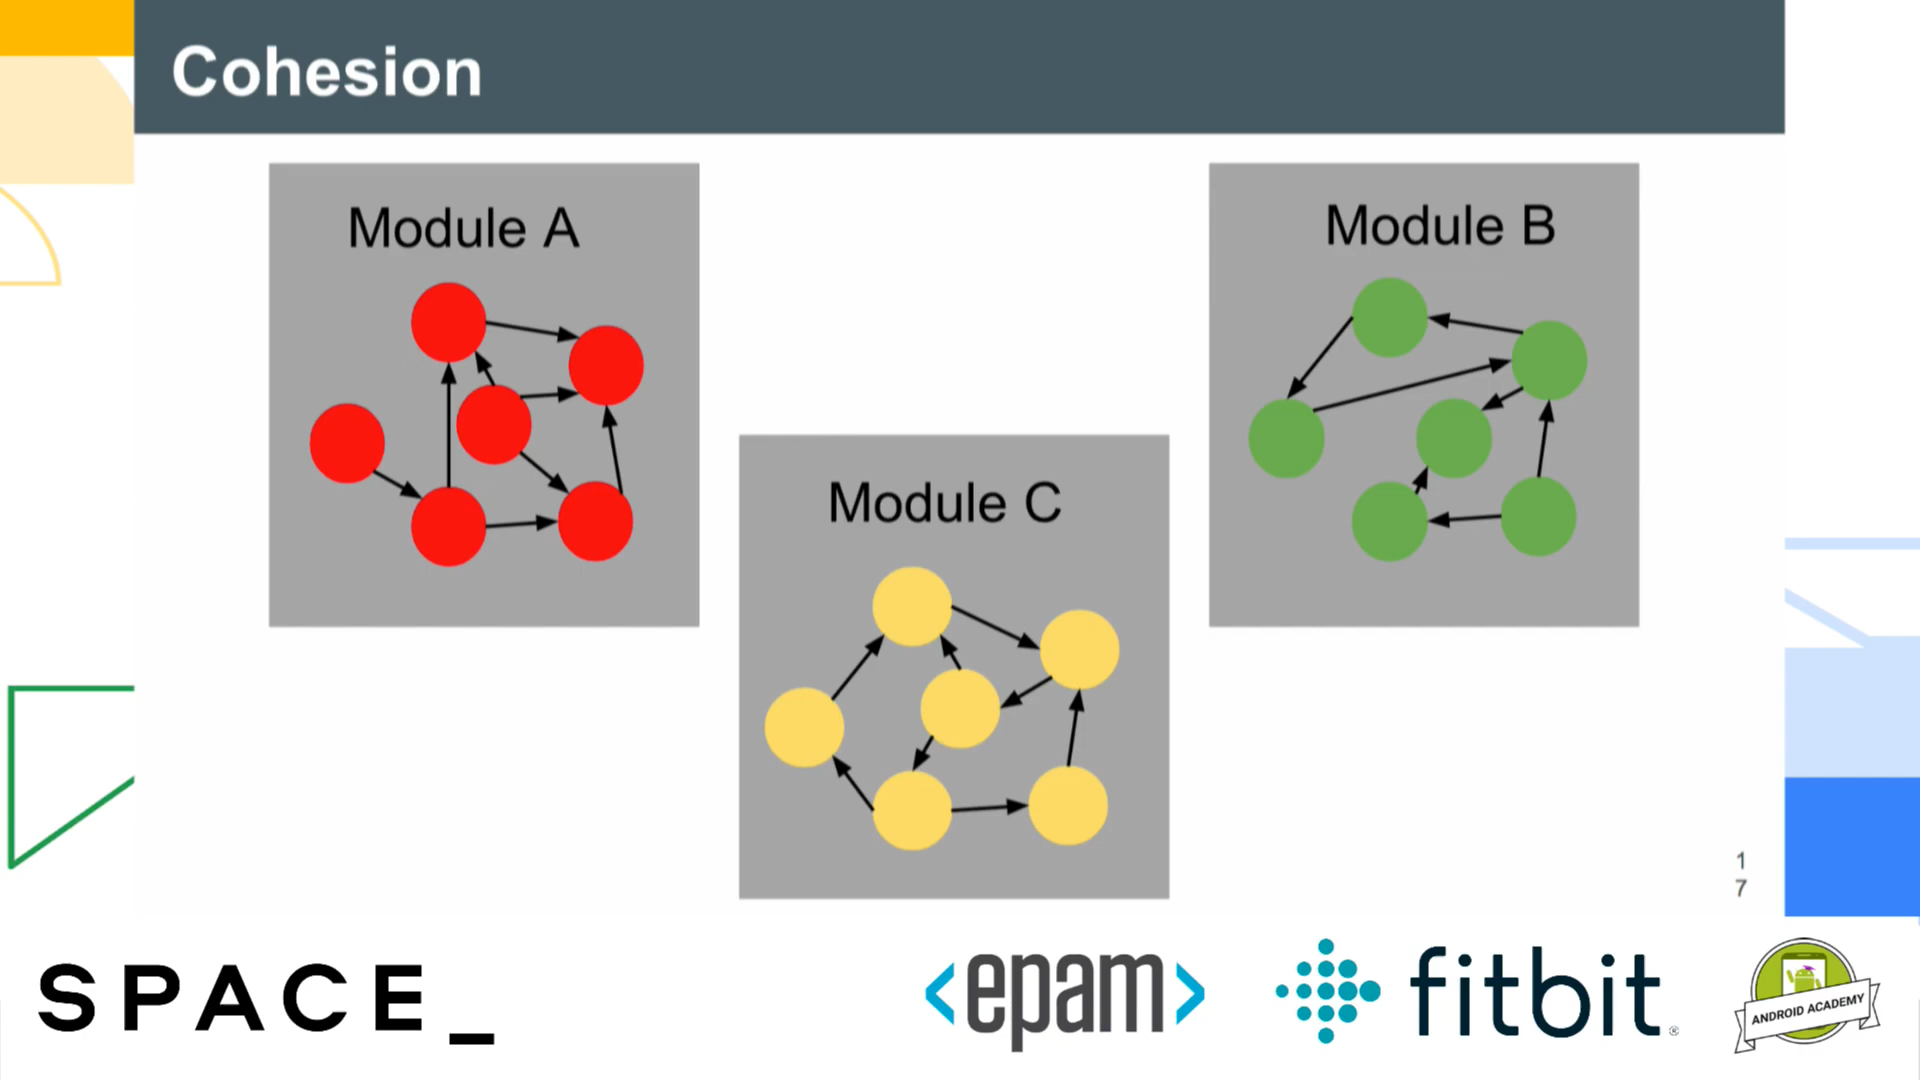 Cohesion
Module A
Module B
Module C
1
7
SPACE_
<epam>
fitbit®
ANDROID ACADEMY